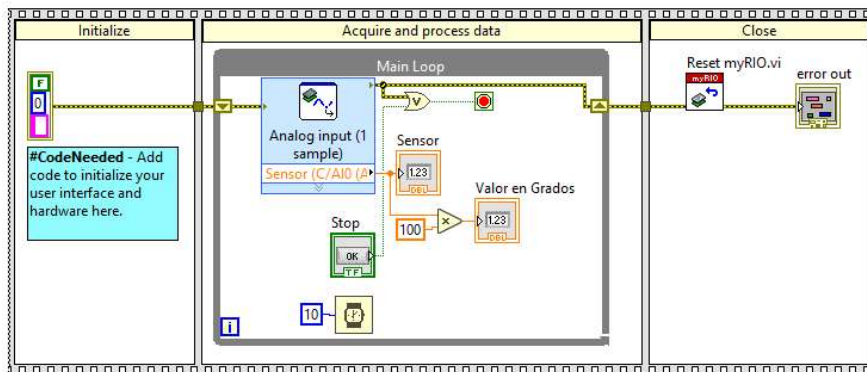 Initialize
Acquire and process data
Close
F
0
#CodeNeeded - Add
code to initialize your
user interface and
hardware here.
Main Loop
Analog input (1
sample)
Sensor (C/AI0 (A
V
Sensor
1.23
DBL
100
×
Valor en Grados
1.23
DBL
Stop
OK
TF
10
i
Reset myRIO.vi
myRIO
error out